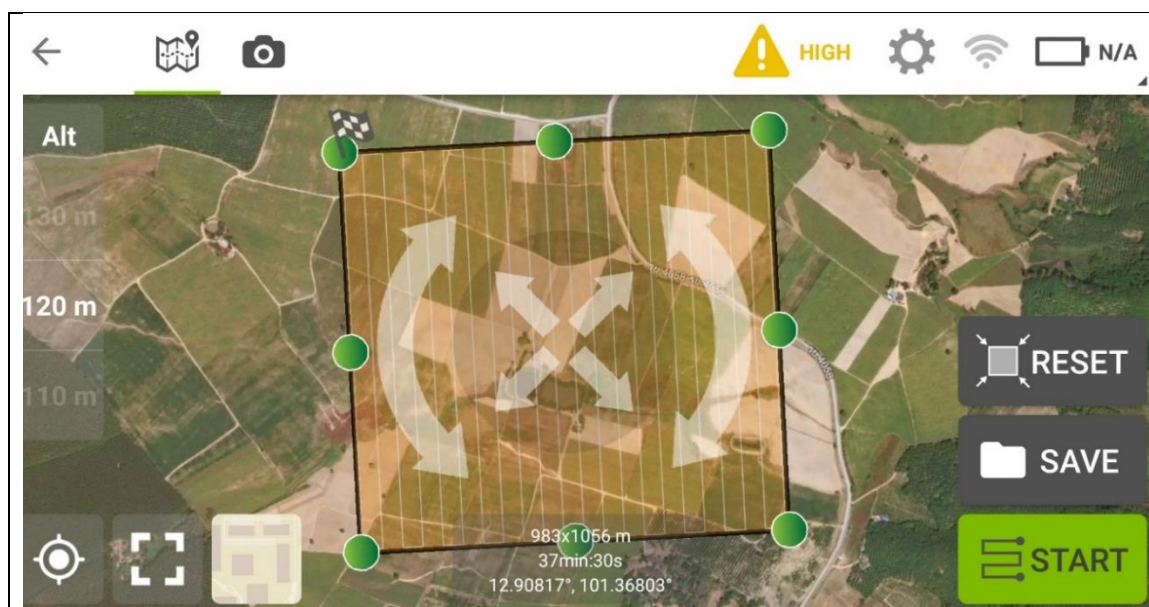 HIGH
N/A
Alt
130 m
120 m
110 m
RESET
SAVE
START
983x1056 m
37min:30s
12.90817°, 101.36803°